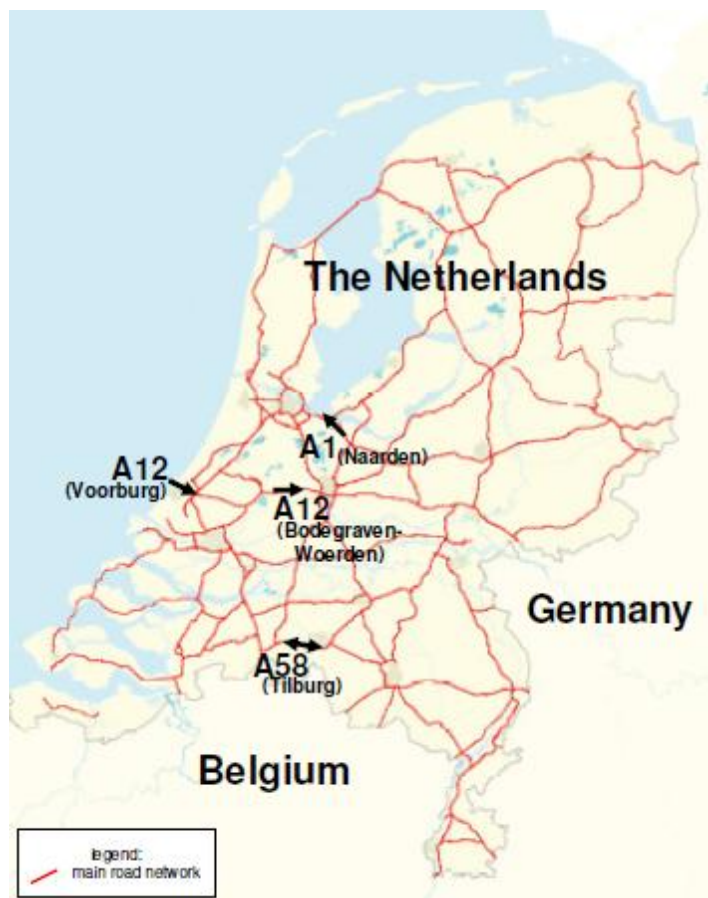 The Netherlands
A1 (Naarden)
A12
(Voorburg)
A12
(Bodegraven-
Woerden)
Germany
A58
(Tilburg)
Belgium
legend:
main road network